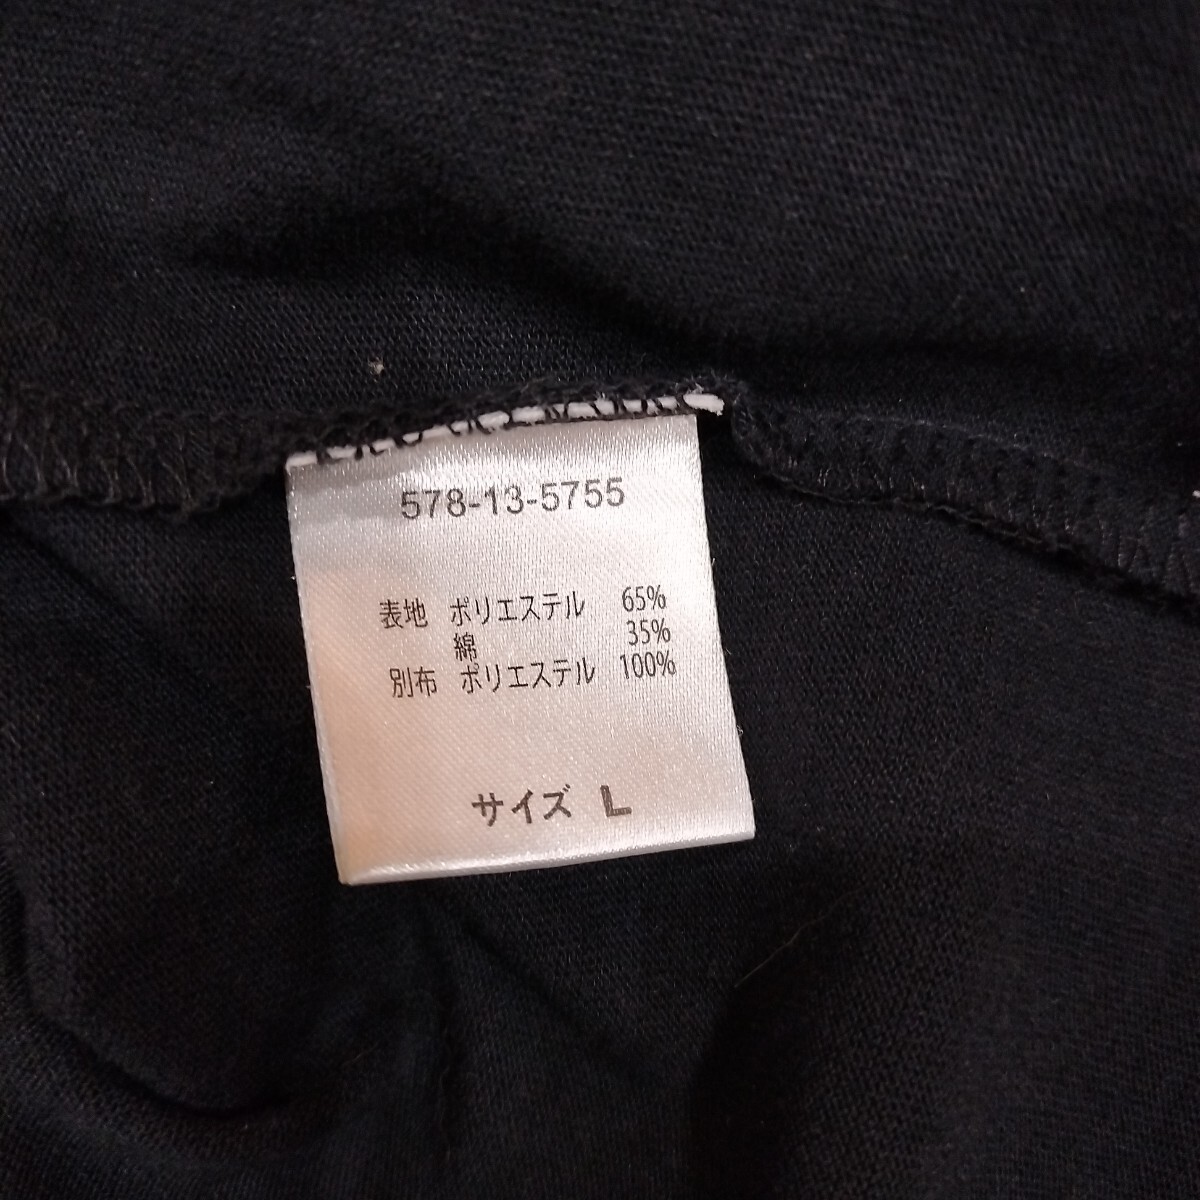 578-13-5755
表地 ポリエステル 65%
綿 35%
別布 ポリエステル 100%
サイズ L